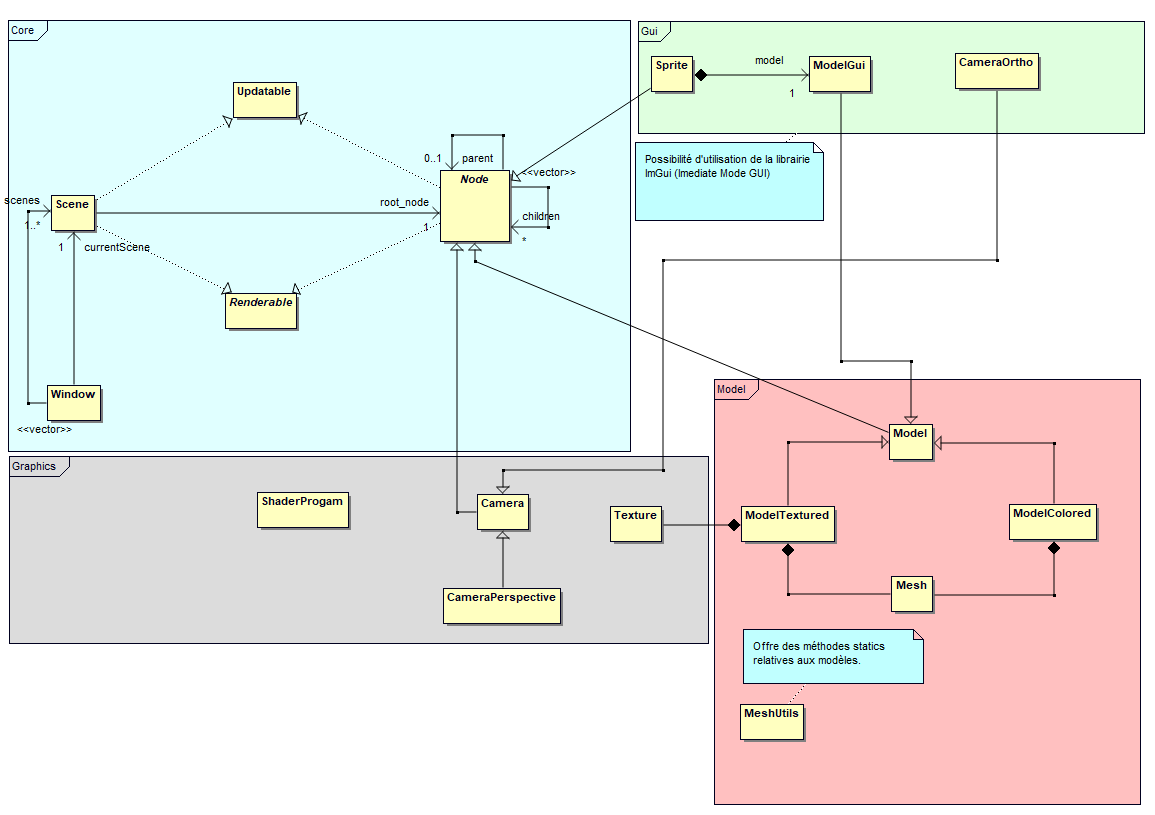 Core
Gui
Updatable
Sprite
model
1
ModelGui
CameraOrtho
0..1
parent
Node
<<vector>>
Possibilité d'utilisation de la librairie
ImGui (Imediate Mode GUI)
scenes
1..*
Scene
root_node
1
children
*
1
currentScene
Renderable
Window
<<vector>>
Model
Model
Graphics
ShaderProgam
Camera
Texture
ModelTextured
ModelColored
CameraPerspective
Mesh
Offre des méthodes statics
relatives aux modèles.
MeshUtils